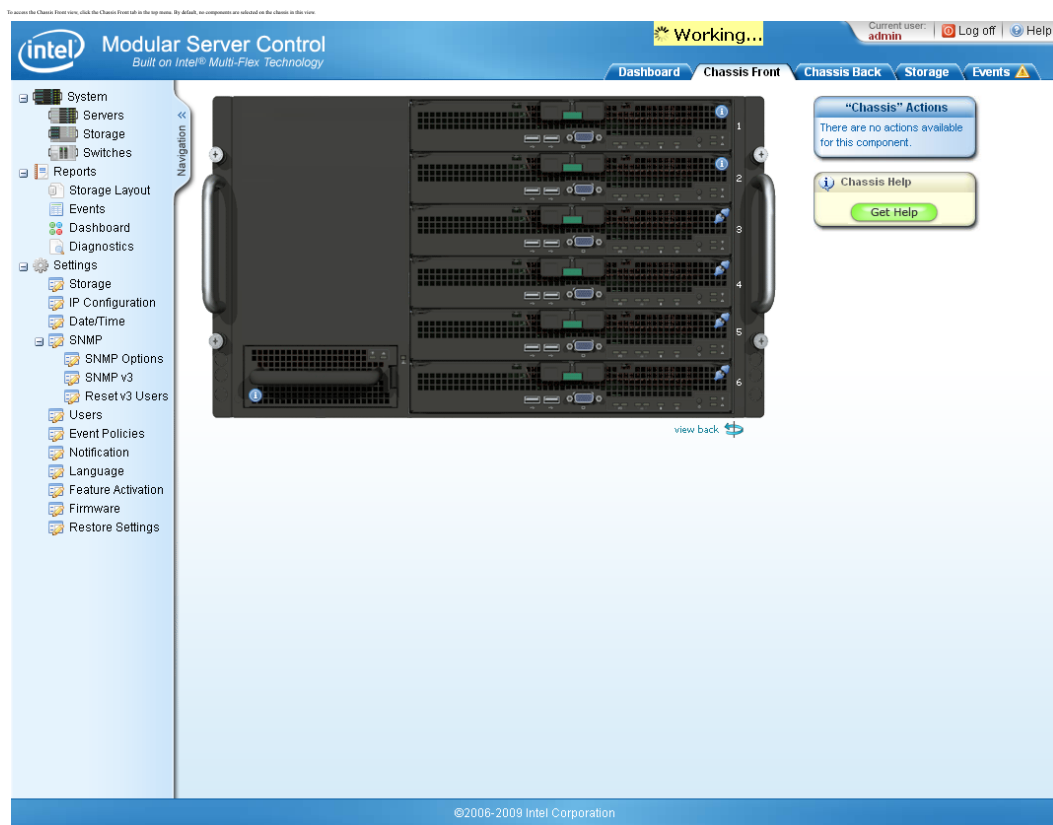 To access the Chassis Front view, click the Chassis Front tab in the top menu. By default, no components are selected on the chassis in this view.
intel
Modular Server Control
Built on Intel® Multi-Flex Technology
Working...
Current user:
admin
Log off
Help
Dashboard
Chassis Front
Chassis Back
Storage
Events
System
Servers
Storage
Switches
Reports
Storage Layout
Events
Dashboard
Diagnostics
Settings
Storage
IP Configuration
Date/Time
SNMP
SNMP Options
SNMP v3
Reset v3 Users
Users
Event Policies
Notification
Language
Feature Activation
Firmware
Restore Settings
«
Navigation
1
2
3
4
5
6
view back
"Chassis" Actions
There are no actions available
for this component.
Chassis Help
Get Help
©2006-2009 Intel Corporation